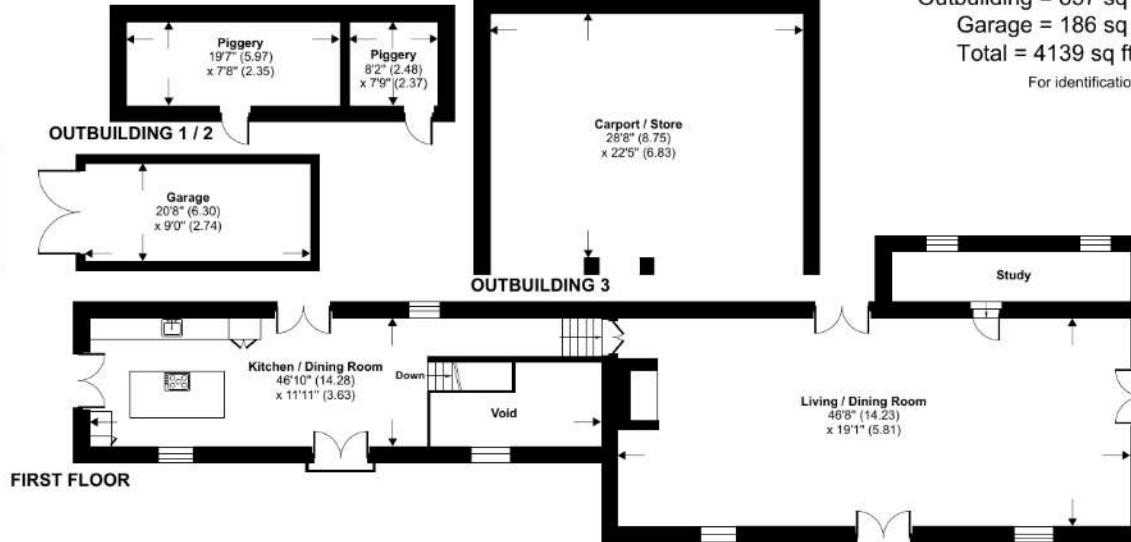 Outbuilding = 857 sq
Garage = 186 sq
Total = 4139 sq ft
For identificatio
Piggery
19'7" (5.97)
x 7'8" (2.35)
Piggery
8'2" (2.48)
x 7'9" (2.37)
OUTBUILDING 1 / 2
Carport / Store
28'8" (8.75)
x 22'5" (6.83)
Garage
20'8" (6.30)
x 9'0" (2.74)
OUTBUILDING 3
Study
Kitchen / Dining Room
46'10" (14.28)
x 11'11" (3.63)
Down
Void
Living / Dining Room
46'8" (14.23)
x 19'1" (5.81)
FIRST FLOOR